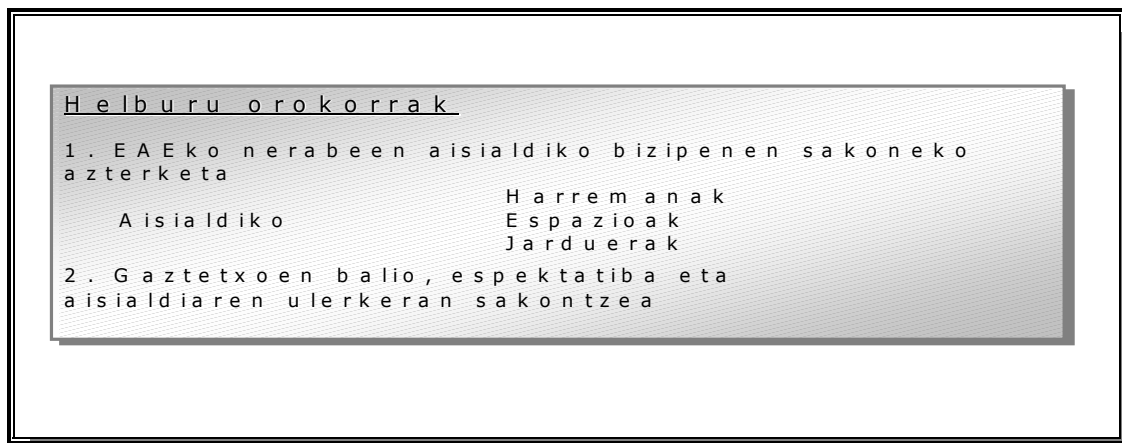 Helburu orokorrak
1. EAEko nerabeen aisialdiko bizipenen sakoneko
azterketa
Harremanak
Aisialdiko Espazioak
Jarduerak
2. Gaztetxoen balio, espektatiba eta
aisialdiaren ulerkeran sakontzea